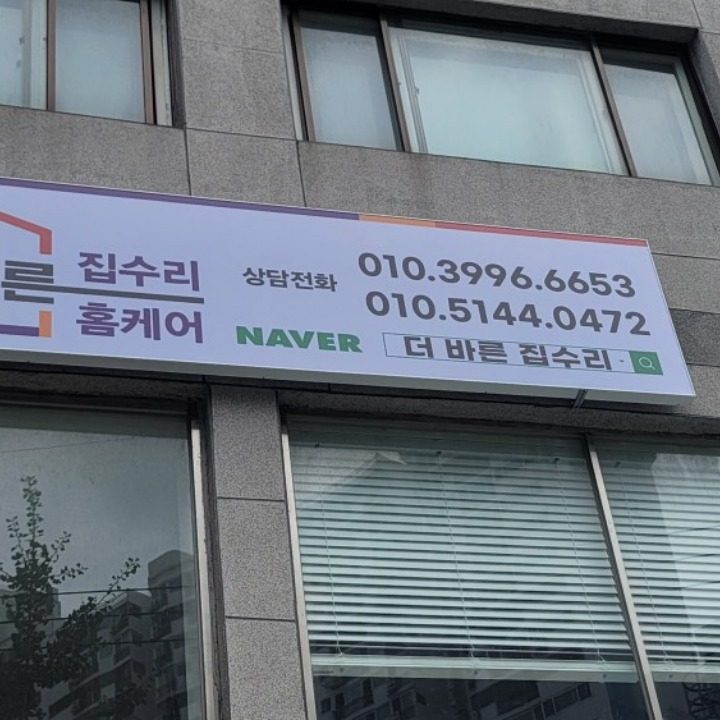 른 집수리
홈케어
상담전화 010.3996.6653
010.5144.0472
NAVER 더 바른 집수리